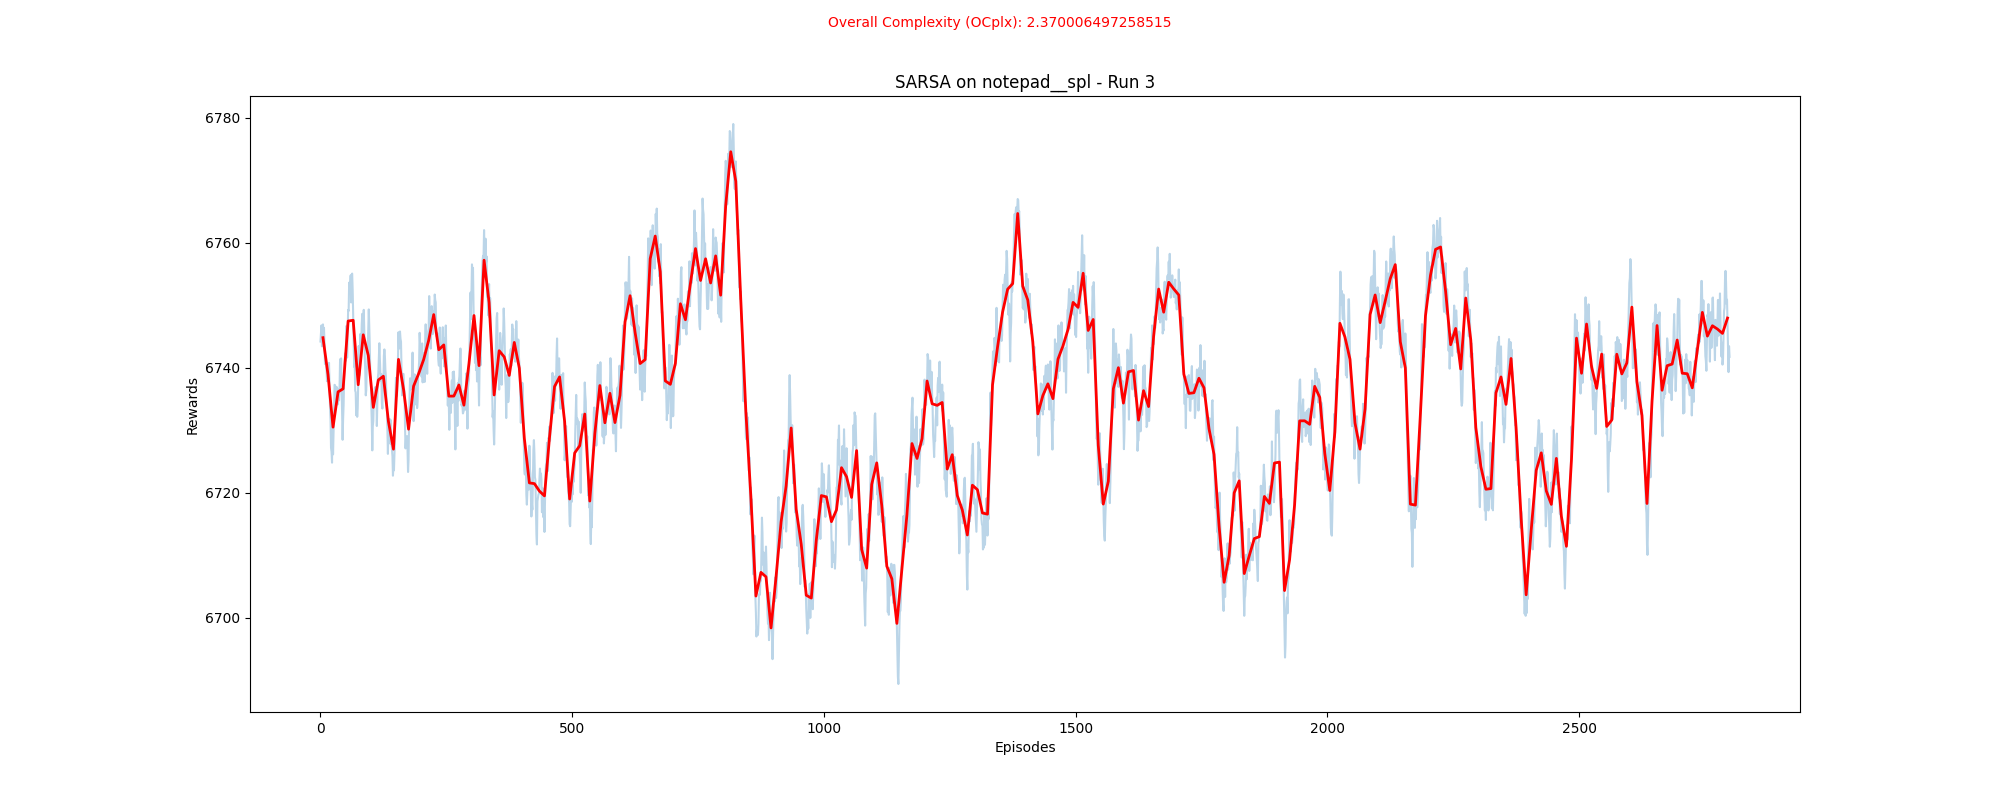 Overall Complexity (OCplx): 2.370006497258515
SARSA on notepad__spl - Run 3
6780
6760
6740
6720
6700
Rewards
0
500
1000
1500
2000
2500
Episodes